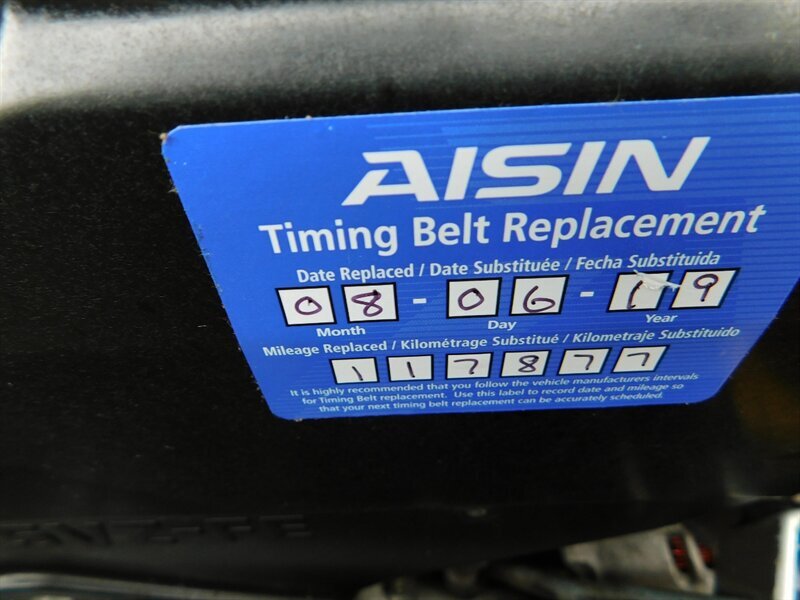 AISIN
Timing Belt Replacement
Date Replaced / Date Substituée / Fecha Substituida
08-06-19
Month Day Year
Mileage Replaced / Kilométrage Substitué / Kilometraje Substituido
117877
It is highly recommended that you follow the vehicle manufacturers intervals
for Timing Belt replacement. Use this label to record date and mileage so
that your next timing belt replacement can be accurately scheduled.